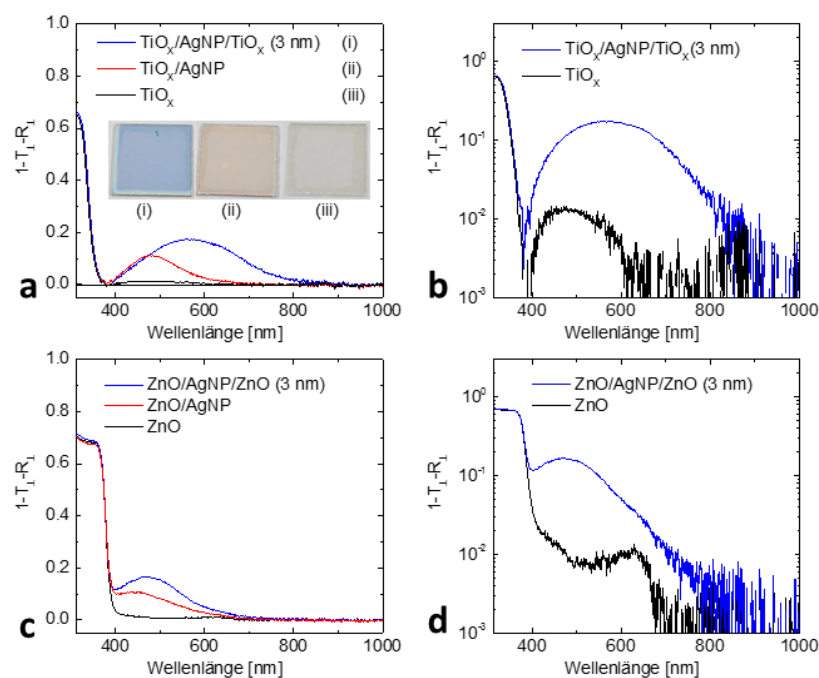 1.0
0.8
0.6
0.4
0.2
0.0
1-T⊥-R⊥
TiOx/AgNP/TiOx (3 nm) (i)
TiOx/AgNP (ii)
TiOx (iii)
(i) (ii) (iii)
a
400 600 800 1000
Wellenlänge [nm]
10^0
10^-1
10^-2
10^-3
1-T⊥-R⊥
TiOx/AgNP/TiOx(3 nm)
TiOx
b
400 600 800 1000
Wellenlänge [nm]
1.0
0.8
0.6
0.4
0.2
0.0
1-T⊥-R⊥
ZnO/AgNP/ZnO (3 nm)
ZnO/AgNP
ZnO
c
400 600 800 1000
Wellenlänge [nm]
10^0
10^-1
10^-2
10^-3
1-T⊥-R⊥
ZnO/AgNP/ZnO (3 nm)
ZnO
d
400 600 800 1000
Wellenlänge [nm]